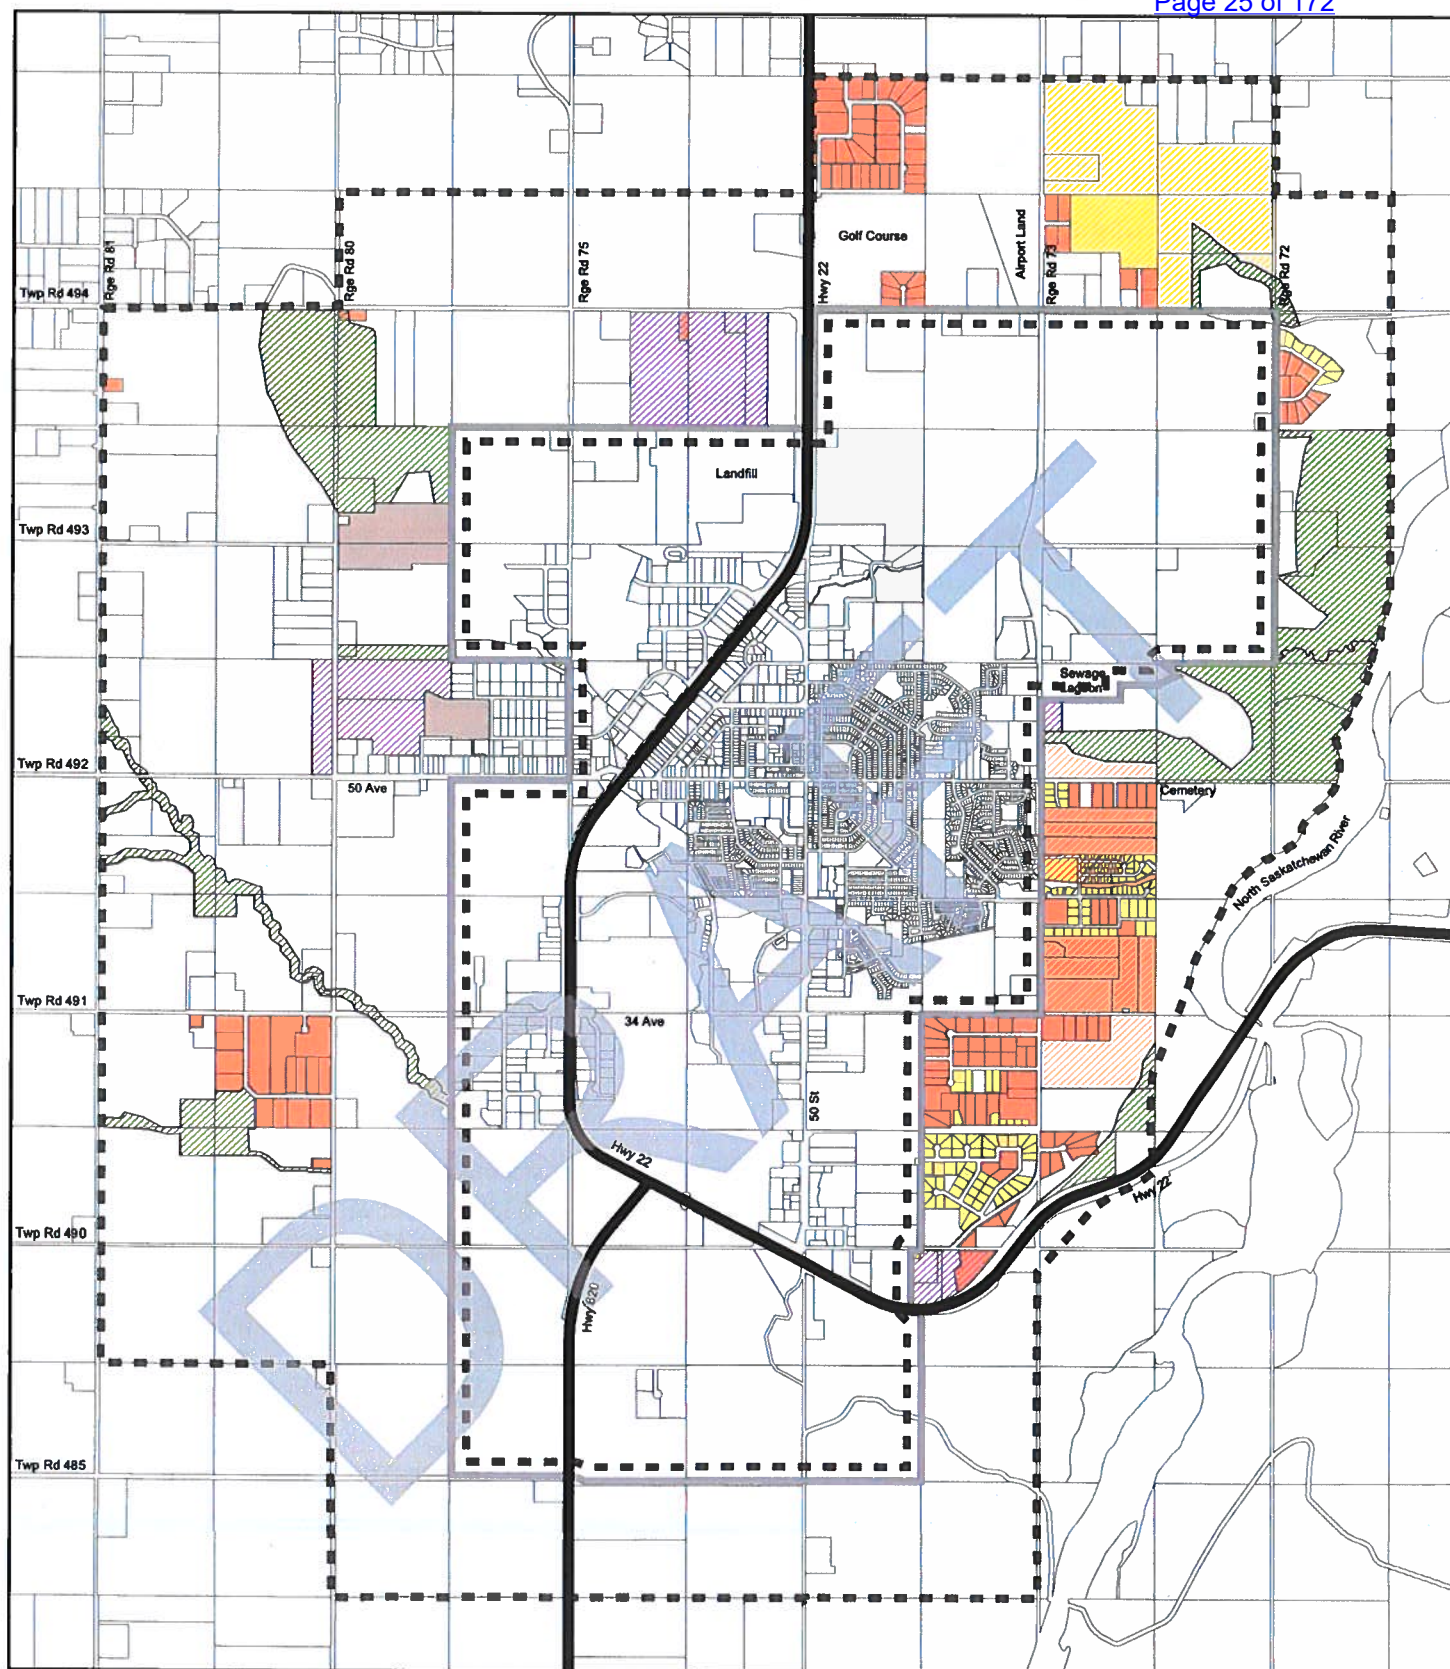 Page 25 of 172
Golf Course
Airport Land
Rge Rd 81
Rge Rd 80
Rge Rd 75
Hwy 22
Rge Rd 73
Rge Rd 72
Twp Rd 494
Landfill
Twp Rd 493
Sewage
Lagoon
Twp Rd 492
50 Ave
Cemetery
North Saskatchewan River
Twp Rd 491
34 Ave
50 St
Hwy 22
Hwy 22
Twp Rd 490
Hwy 620
Twp Rd 485
DRAFT